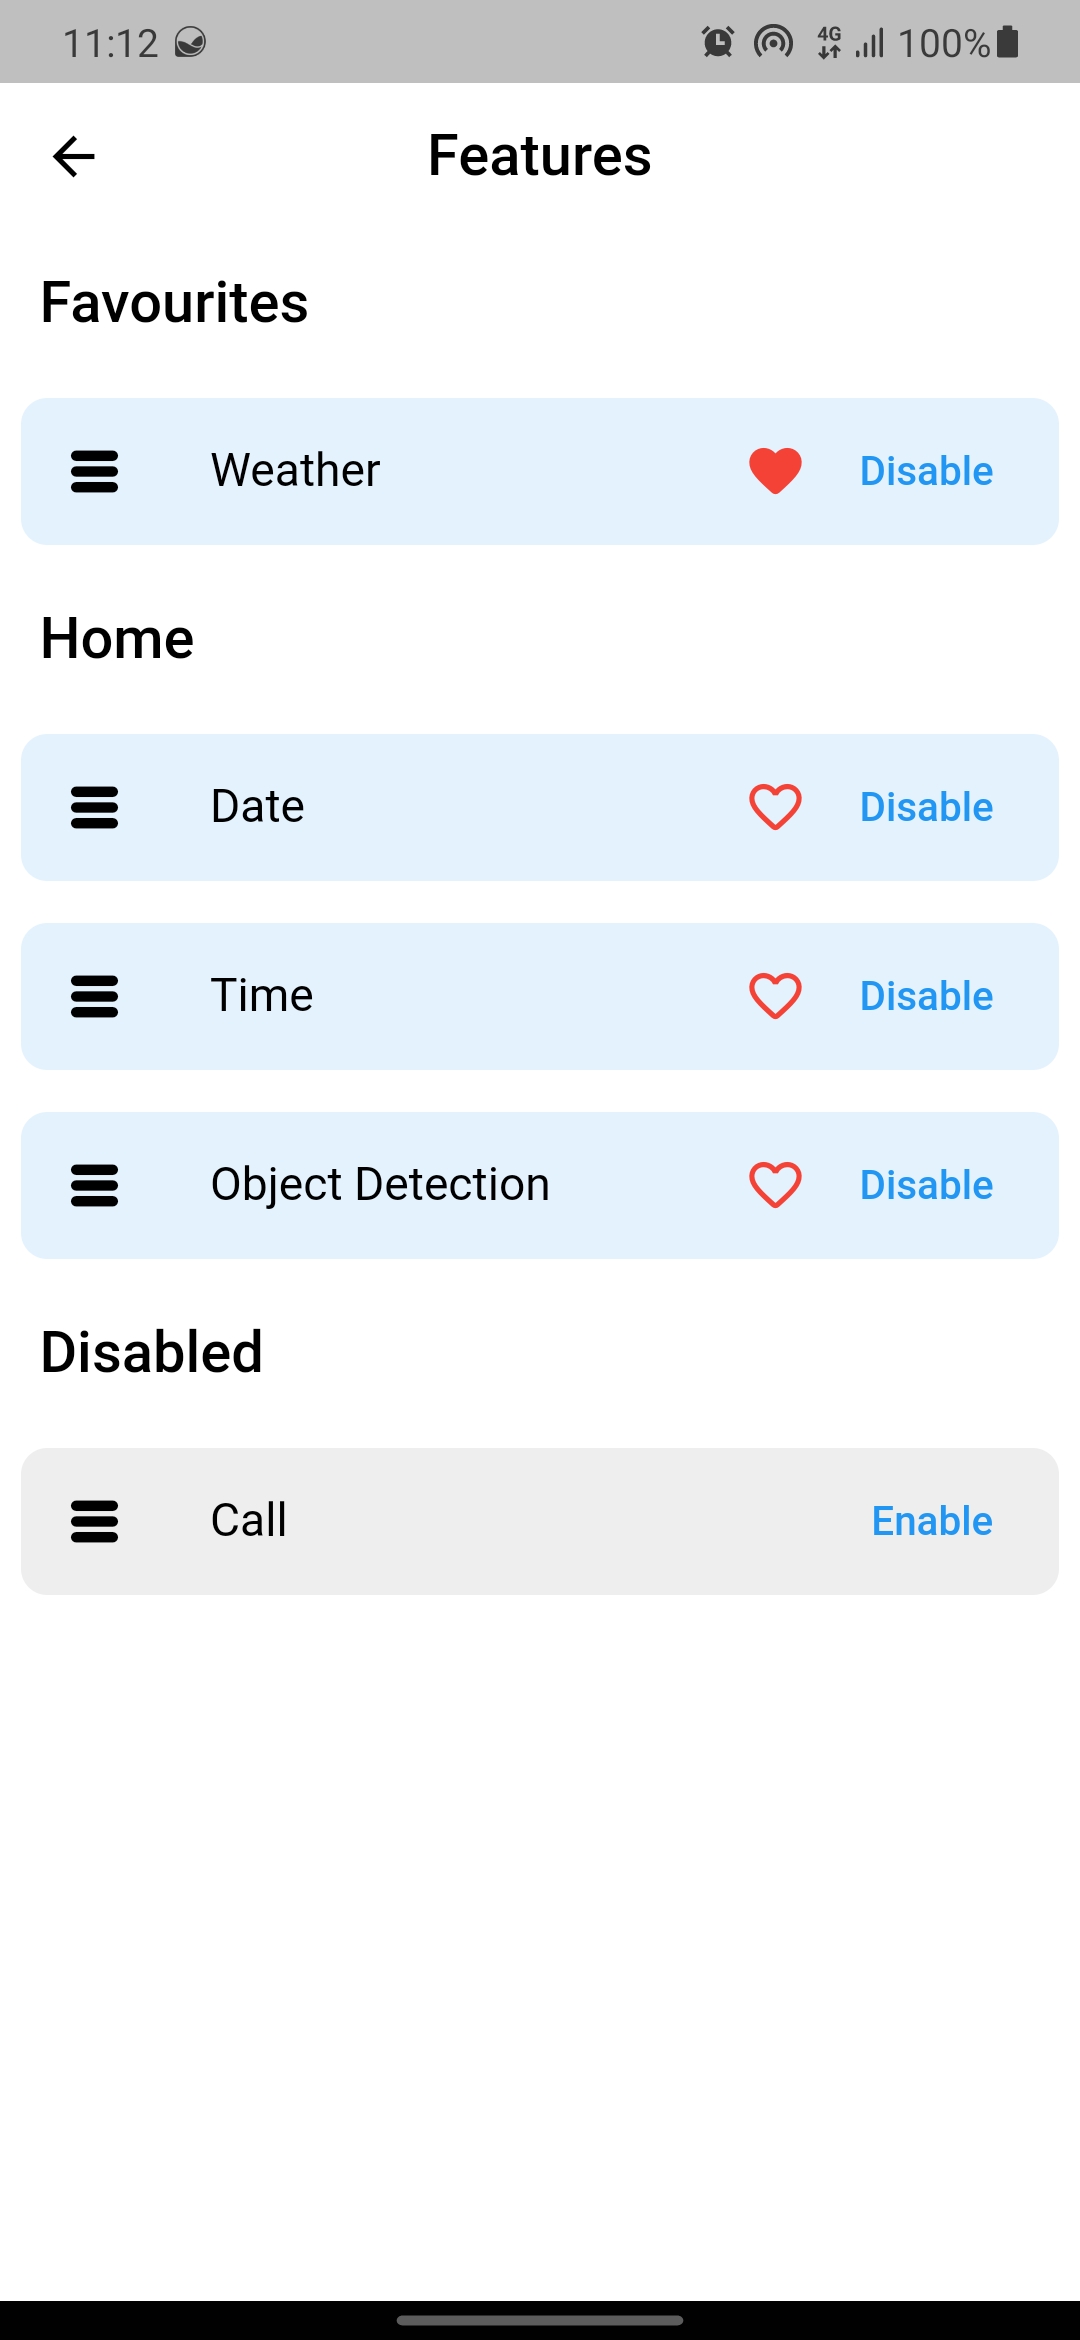 11:12 4G 100%
Features
Favourites
Weather Disable
Home
Date Disable
Time Disable
Object Detection Disable
Disabled
Call Enable